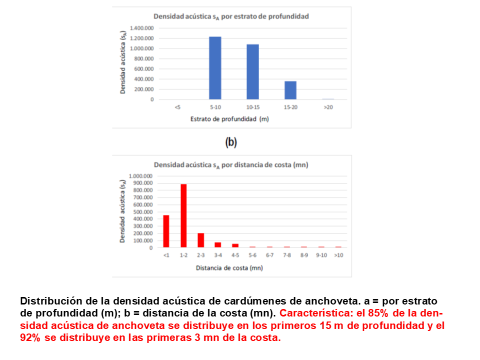 Densidad acústica sA por estrato de profundidad
Densidad acústica (sA)
1.400.000
1.200.000
1.000.000
800.000
600.000
400.000
200.000
0
<5 5-10 10-15 15-20 >20
Estrato de profundidad (m)
(b)
Densidad acústica sA por distancia de costa (mn)
Densidad acústica (sA)
1.000.000
900.000
800.000
700.000
600.000
500.000
400.000
300.000
200.000
100.000
0
<1 1-2 2-3 3-4 4-5 5-6 6-7 7-8 8-9 9-10 >10
Distancia de costa (mn)
Distribución de la densidad acústica de cardúmenes de anchoveta. a = por estrato
de profundidad (m); b = distancia de la costa (mn). Característica: el 85% de la den-
sidad acústica de anchoveta se distribuye en los primeros 15 m de profundidad y el
92% se distribuye en las primeras 3 mn de la costa.